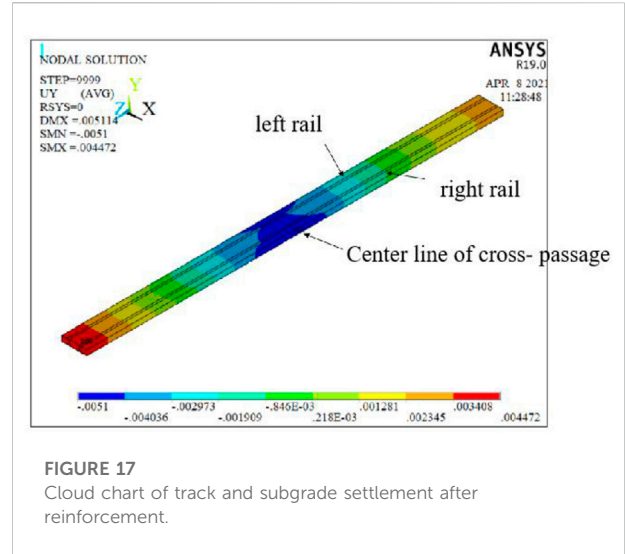 1
NODAL SOLUTION
STEP=9999
UY (AVG)
RSYS=0
DMX =.005114
SMN =-.0051
SMX =.004472
Y
Z X
ANSYS
R19.0
APR 8 2021
11:28:48
left rail
right rail
Center line of cross- passage
-.0051 -.002973 -.846E-03 .001281 .003408
-.004036 -.001909 .218E-03 .002345 .004472
FIGURE 17
Cloud chart of track and subgrade settlement after
reinforcement.